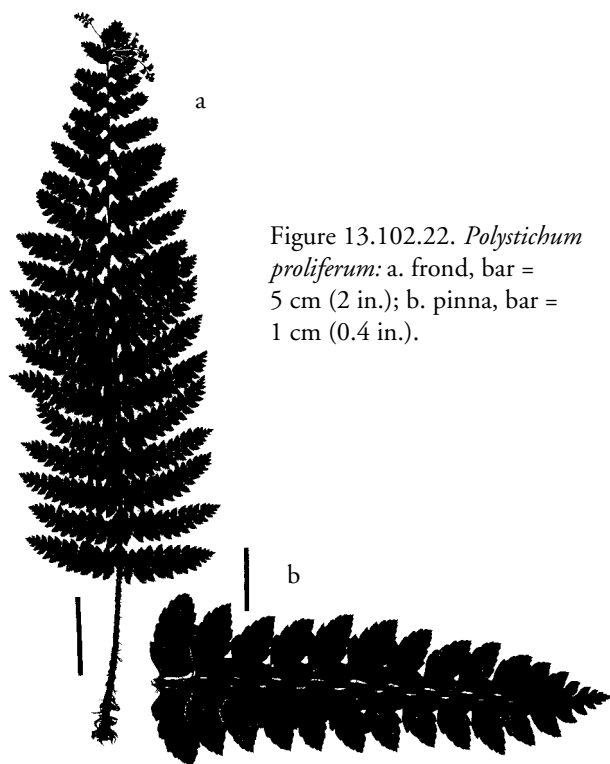 a
Figure 13.102.22. Polystichum
proliferum: a. frond, bar =
5 cm (2 in.); b. pinna, bar =
1 cm (0.4 in.).
b